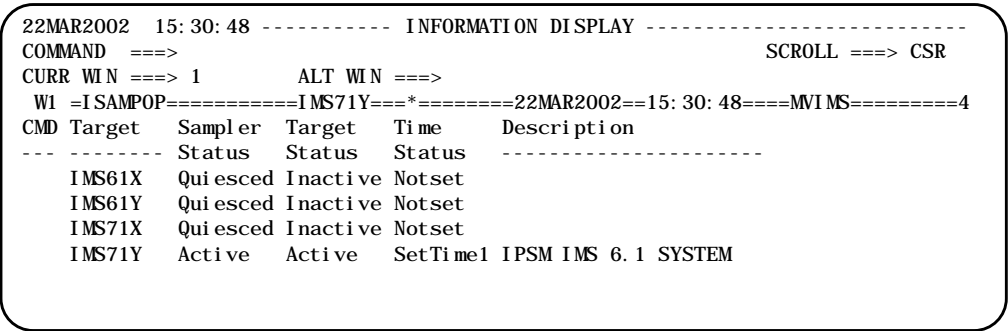 22MAR2002  15:30:48 ----------- INFORMATION DISPLAY -----------------------------
COMMAND  ===>                                                  SCROLL ===> CSR
CURR WIN ===> 1        ALT WIN ===>
 W1 =ISAMPOP===========IMS71Y===*========22MAR2002==15:30:48====MVIMS=========4
CMD Target   Sampler  Target   Time     Description
--- -------- Status   Status   Status   ----------------------
    IMS61X   Quiesced Inactive Notset
    IMS61Y   Quiesced Inactive Notset
    IMS71X   Quiesced Inactive Notset
    IMS71Y   Active   Active   SetTime1 IPSM IMS 6.1 SYSTEM